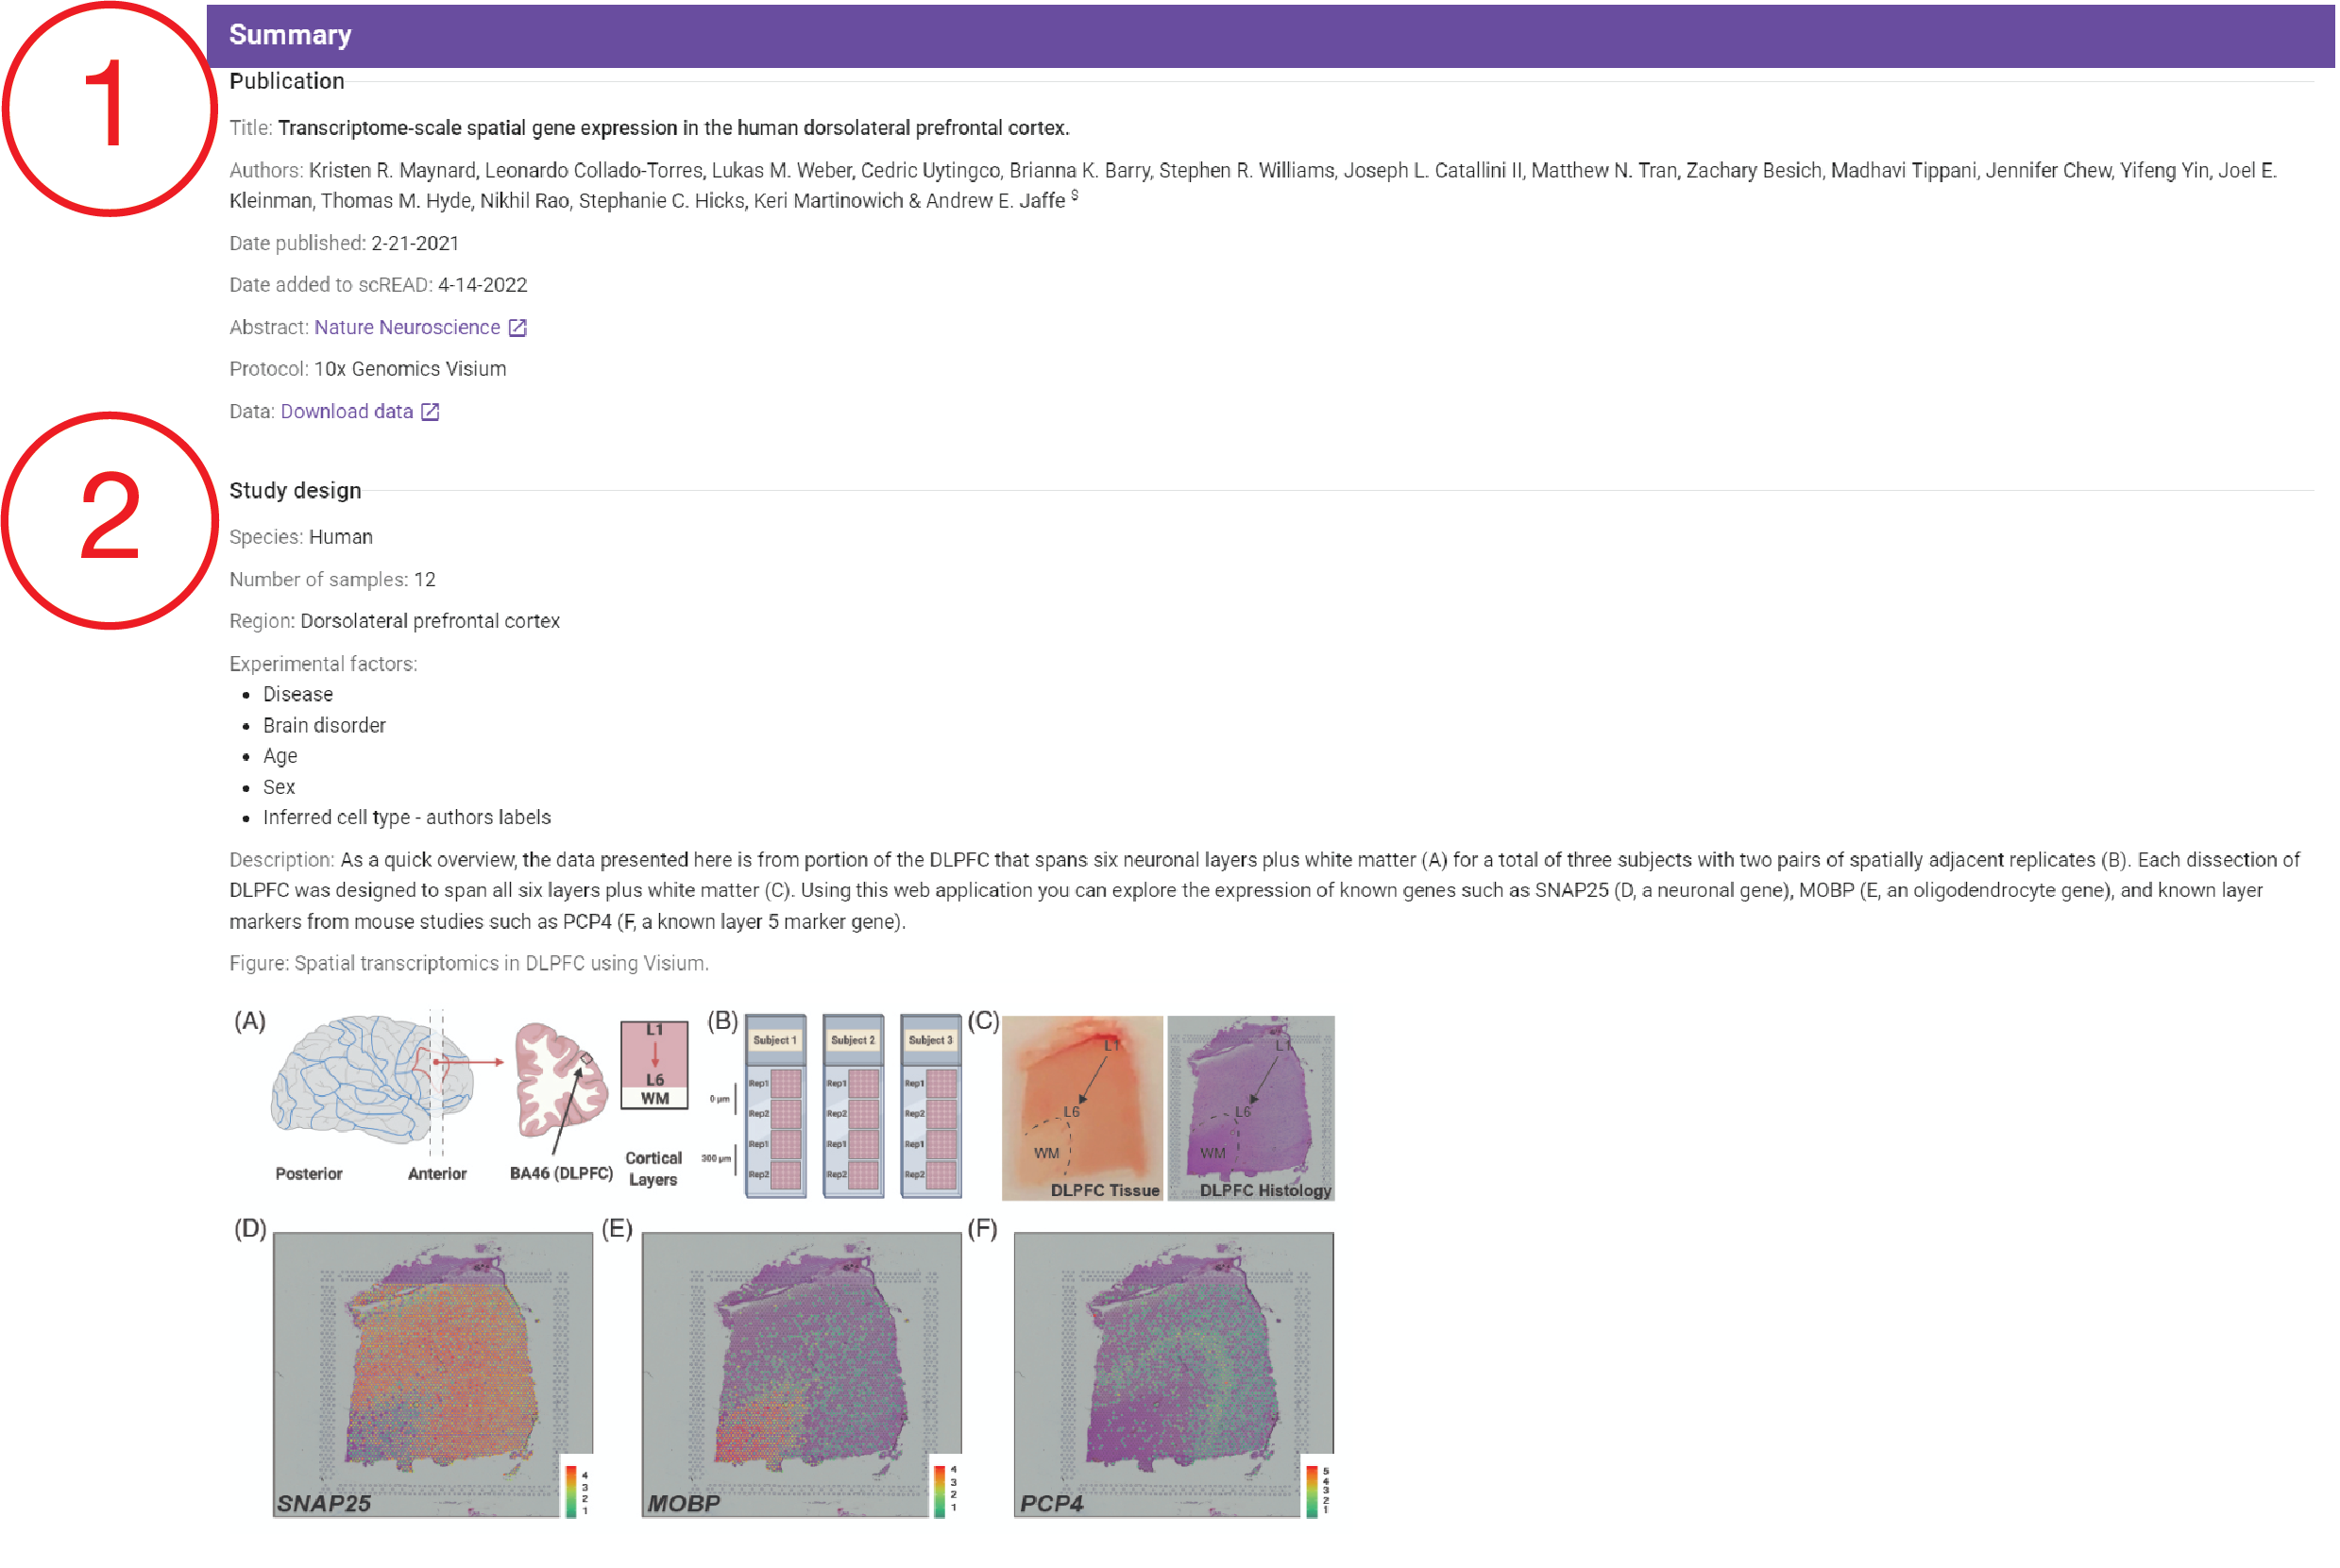 1
Summary
Publication
Title: Transcriptome-scale spatial gene expression in the human dorsolateral prefrontal cortex.
Authors: Kristen R. Maynard, Leonardo Collado-Torres, Lukas M. Weber, Cedric Uytingco, Brianna K. Barry, Stephen R. Williams, Joseph L. Catallini II, Matthew N. Tran, Zachary Besich, Madhavi Tippani, Jennifer Chew, Yifeng Yin, Joel E.
Kleinman, Thomas M. Hyde, Nikhil Rao, Stephanie C. Hicks, Keri Martinowich & Andrew E. Jaffe $
Date published: 2-21-2021
Date added to scREAD: 4-14-2022
Abstract: Nature Neuroscience
Protocol: 10x Genomics Visium
Data: Download data
2
Study design
Species: Human
Number of samples: 12
Region: Dorsolateral prefrontal cortex
Experimental factors:
• Disease
• Brain disorder
• Age
• Sex
• Inferred cell type - authors labels
Description: As a quick overview, the data presented here is from portion of the DLPFC that spans six neuronal layers plus white matter (A) for a total of three subjects with two pairs of spatially adjacent replicates (B). Each dissection of
DLPFC was designed to span all six layers plus white matter (C). Using this web application you can explore the expression of known genes such as SNAP25 (D, a neuronal gene), MOBP (E, an oligodendrocyte gene), and known layer
markers from mouse studies such as PCP4 (F, a known layer 5 marker gene).
Figure: Spatial transcriptomics in DLPFC using Visium.
(A)
L1
L6
WM
Posterior
Anterior
BA46 (DLPFC)
Cortical
Layers
(B)
Subject 1
Subject 2
Subject 3
0 μm
300 μm
Rep1
Rep2
Rep1
Rep2
Rep1
Rep2
Rep1
Rep2
Rep1
Rep2
Rep1
Rep2
(C)
L1
L6
WM
DLPFC Tissue
L1
L6
WM
DLPFC Histology
(D)
SNAP25
4
3
2
1
(E)
MOBP
4
3
2
1
(F)
PCP4
5
4
3
2
1